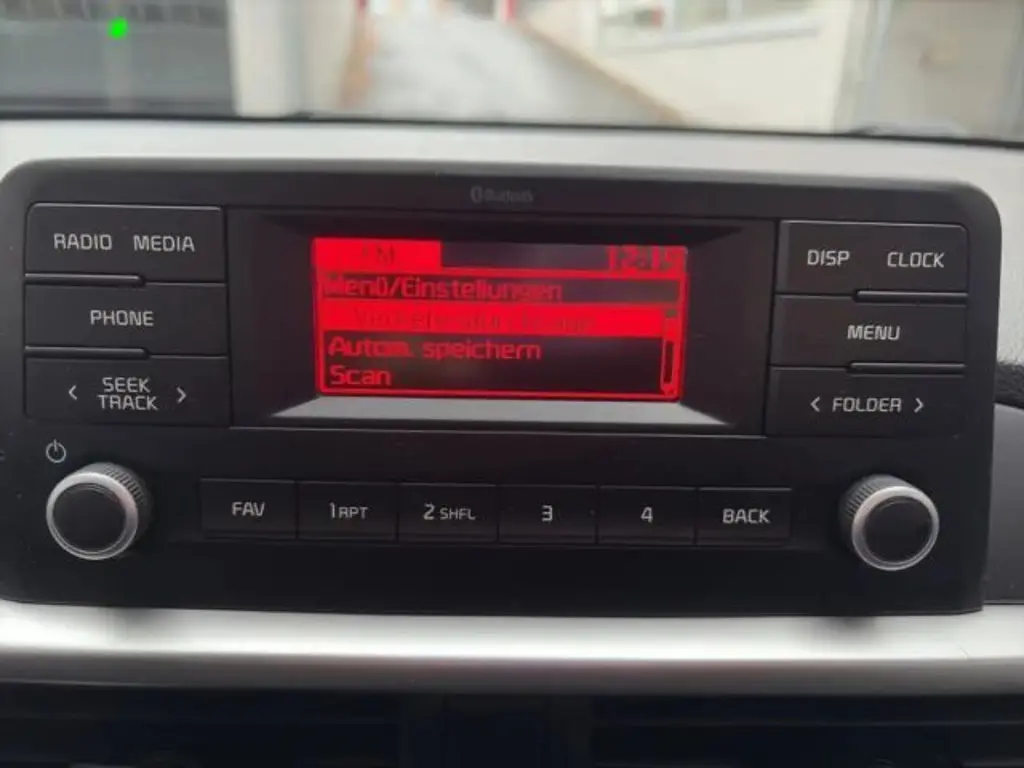 Bluetooth
RADIO MEDIA
DISP CLOCK
PHONE
MENU
< SEEK TRACK >
< FOLDER >
FM
Menü/Einstellungen
Autom. speichern
Scan
FAV
1 RPT
2 SHFL
3
4
BACK